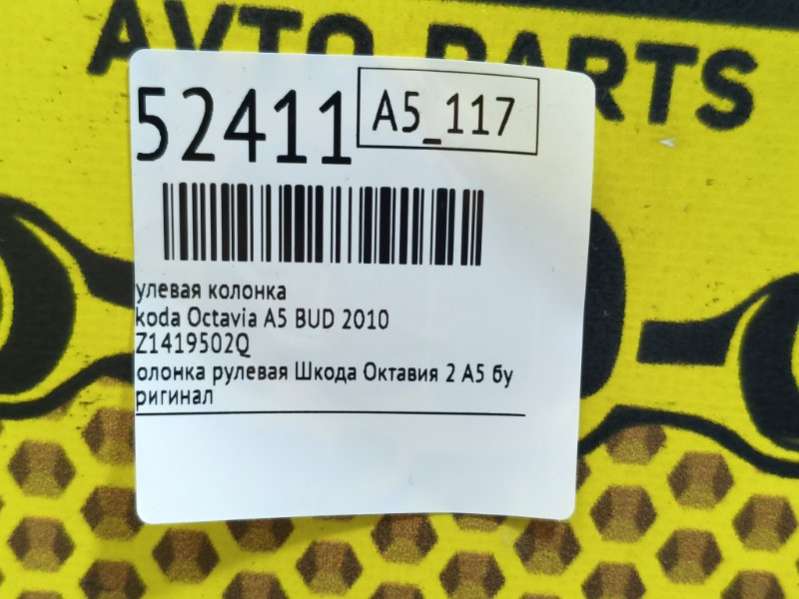 AVTO PARTS
52411
A5_117
улевая колонка
koda Octavia A5 BUD 2010
Z1419502Q
олонка рулевая Шкода Октавия 2 А5 бу
ригинал